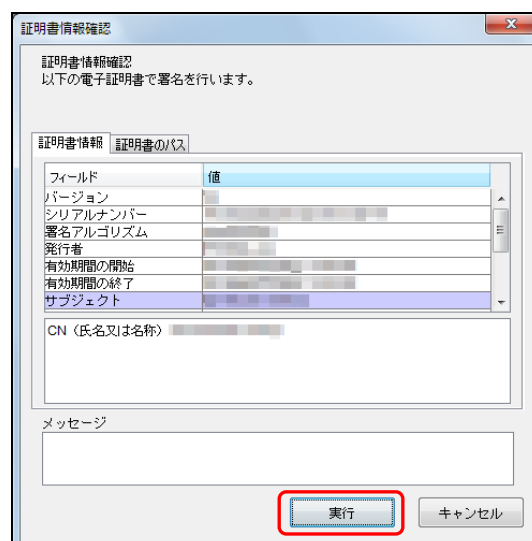 証明書情報確認
証明書情報確認
以下の電子証明書で署名を行います。
証明書情報 証明書のパス
フィールド 値
バージョン
シリアルナンバー
署名アルゴリズム
発行者
有効期間の開始
有効期間の終了
サブジェクト
CN（氏名又は名称）
メッセージ
実行 キャンセル